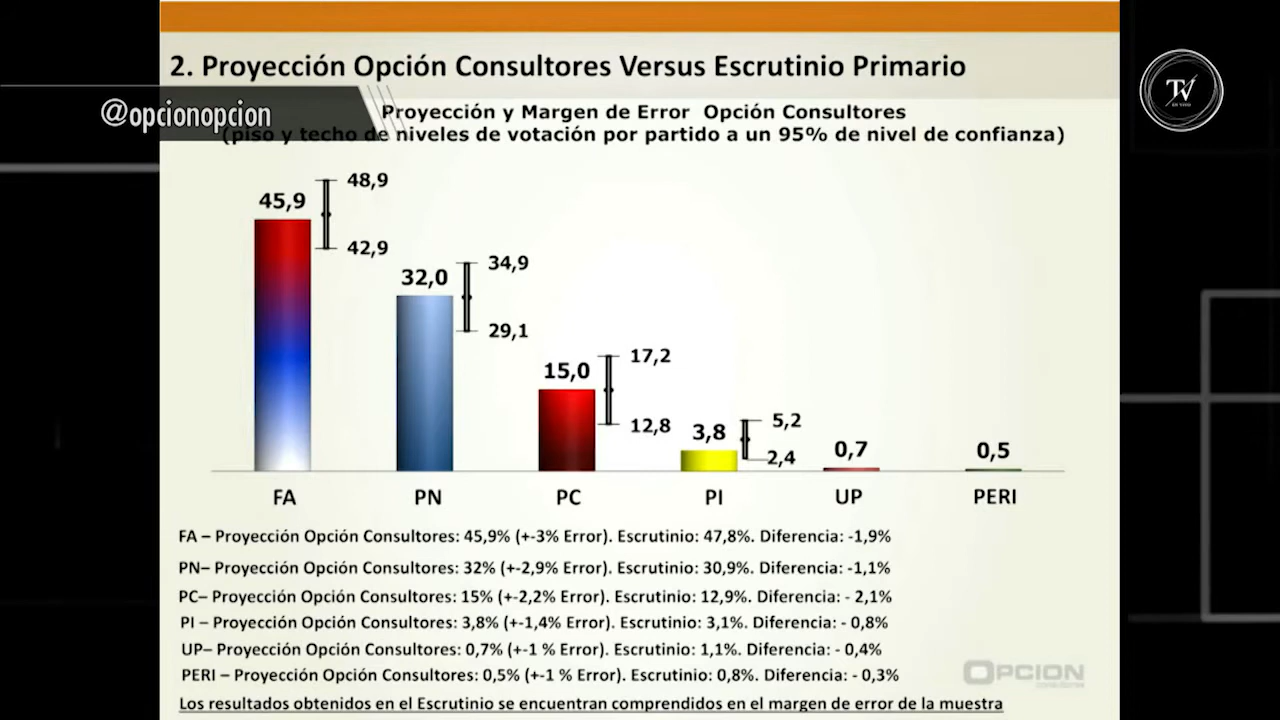 2. Proyección Opción Consultores Versus Escrutinio Primario
TV
EN VIVO
@opcionopcion
Proyección y Margen de Error Opción Consultores
(piso y techo de niveles de votación por partido a un 95% de nivel de confianza)
48,9
45,9
42,9
34,9
32,0
29,1
17,2
15,0
12,8
5,2
3,8
2,4
0,7
0,5
FA PN PC PI UP PERI
FA – Proyección Opción Consultores: 45,9% (+-3% Error). Escrutinio: 47,8%. Diferencia: -1,9%
PN– Proyección Opción Consultores: 32% (+-2,9% Error). Escrutinio: 30,9%. Diferencia: -1,1%
PC– Proyección Opción Consultores: 15% (+-2,2% Error). Escrutinio: 12,9%. Diferencia: - 2,1%
PI – Proyección Opción Consultores: 3,8% (+-1,4% Error). Escrutinio: 3,1%. Diferencia: - 0,8%
UP– Proyección Opción Consultores: 0,7% (+-1 % Error). Escrutinio: 1,1%. Diferencia: - 0,4%
PERI – Proyección Opción Consultores: 0,5% (+-1 % Error). Escrutinio: 0,8%. Diferencia: - 0,3%
OPCION
consultores
Los resultados obtenidos en el Escrutinio se encuentran comprendidos en el margen de error de la muestra